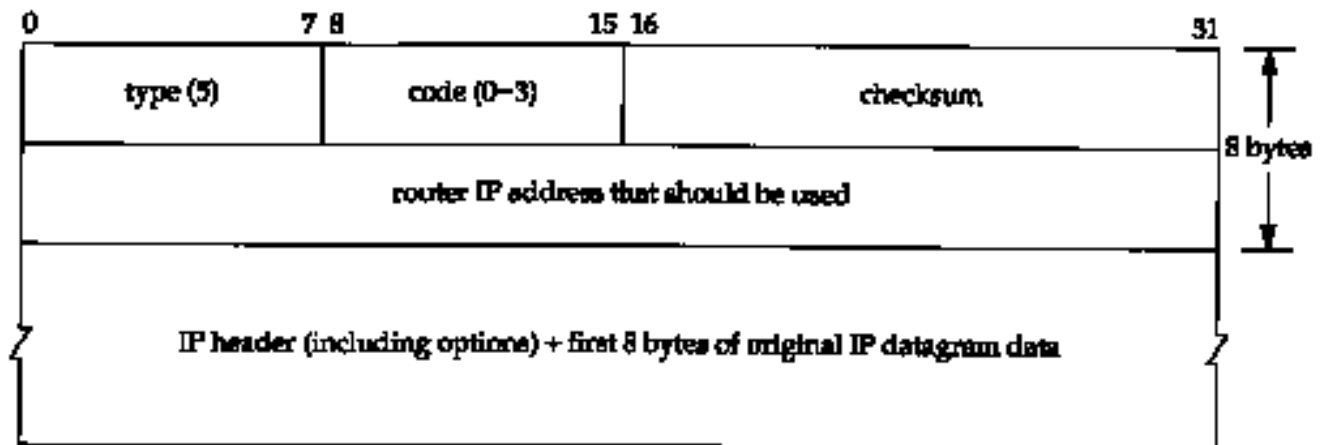 0 7 8 15 16 31
type (5) code (0-3) checksum
8 bytes
router IP address that should be used
IP header (including options) + first 8 bytes of original IP datagram data